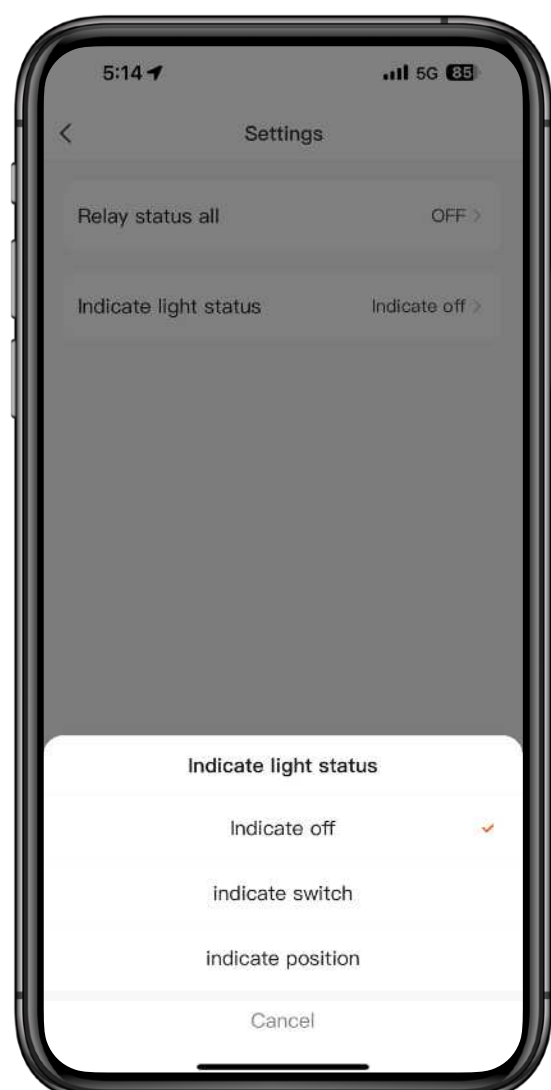 5:14 5G 85
Settings
Relay status all OFF
Indicate light status Indicate off
Indicate light status
Indicate off
indicate switch
indicate position
Cancel